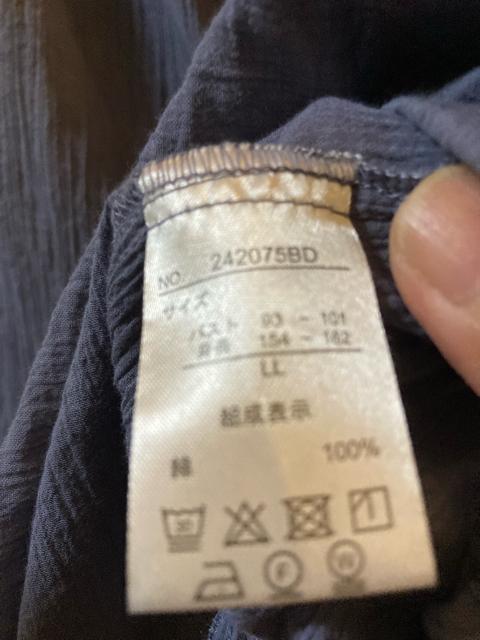 NO. 242075BD
サイズ
バスト 93 - 101
身長 154 - 162
LL
組成表示
綿 100%
30
F W